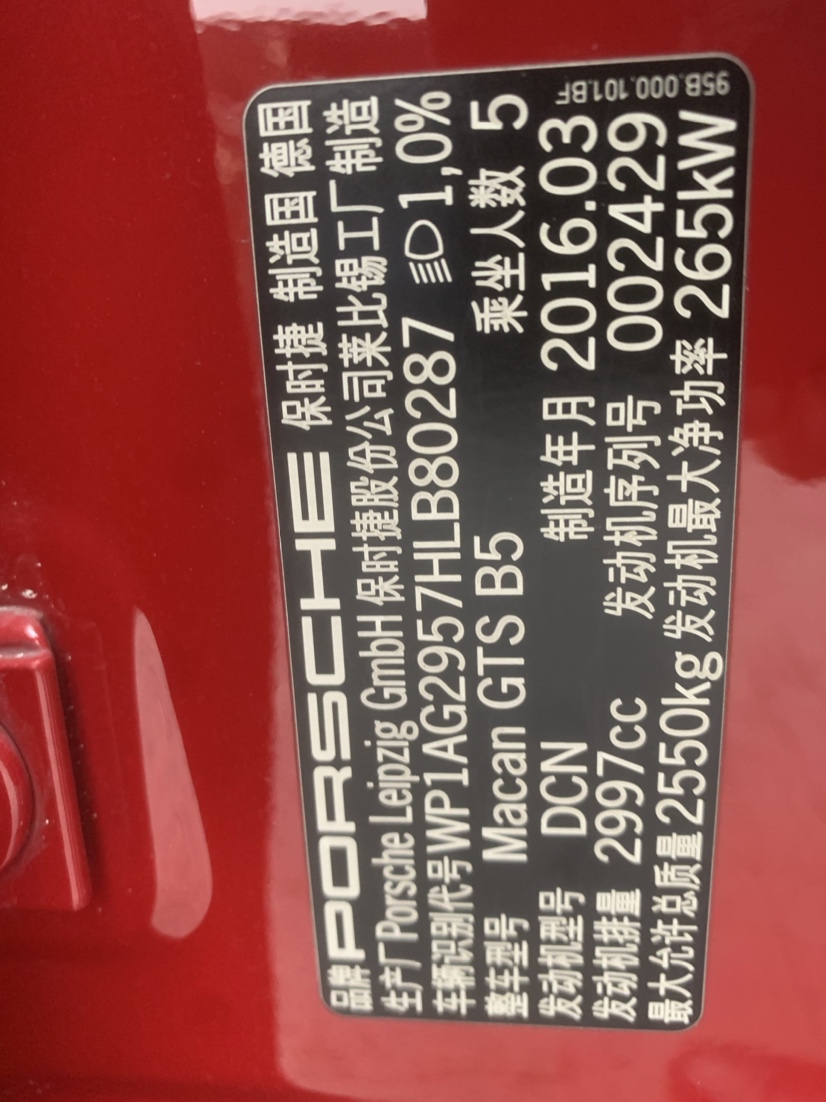 95B.000.101.BF
品牌 PORSCHE 保时捷 制造国 德国
生产厂 Porsche Leipzig GmbH 保时捷股份公司莱比锡工厂制造
车辆识别代号 WP1AG2957HLB80287 1,0%
整车型号 Macan GTS B5 乘坐人数 5
发动机型号 DCN 制造年月 2016.03
发动机排量 2997cc 发动机序列号 002429
最大允许总质量 2550kg 发动机最大净功率 265kW